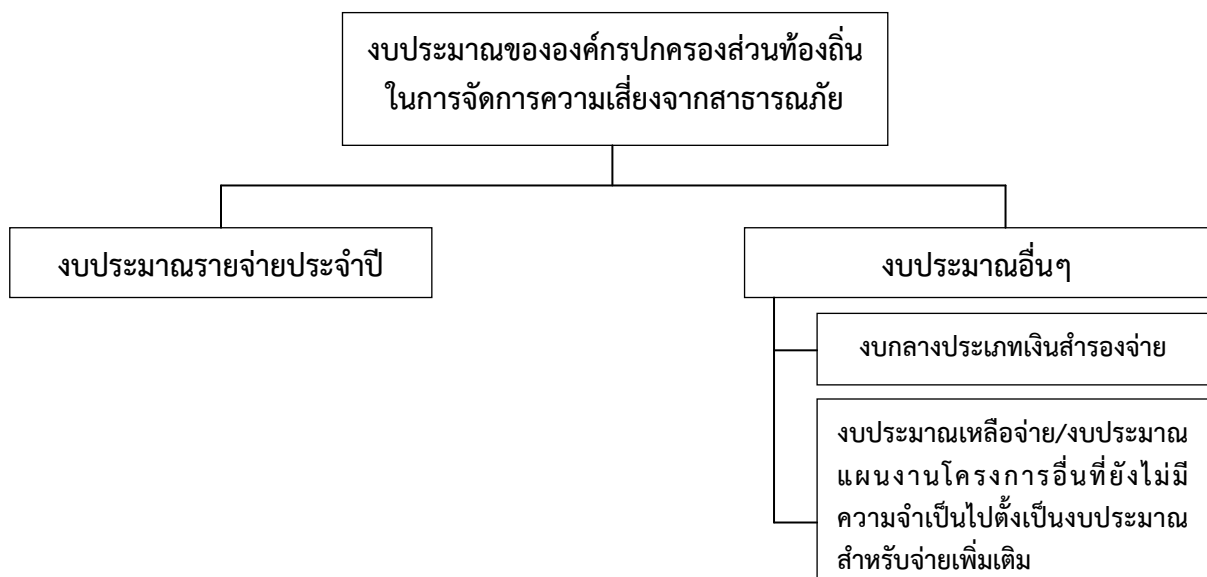 งบประมาณขององค์กรปกครองส่วนท้องถิ่น
ในการจัดการความเสี่ยงจากสาธารณภัย
งบประมาณรายจ่ายประจำปี
งบประมาณอื่นๆ
งบกลางประเภทเงินสำรองจ่าย
งบประมาณเหลือจ่าย/งบประมาณ
แผนงานโครงการอื่นที่ยังไม่มี
ความจำเป็นไปตั้งเป็นงบประมาณ
สำหรับจ่ายเพิ่มเติม